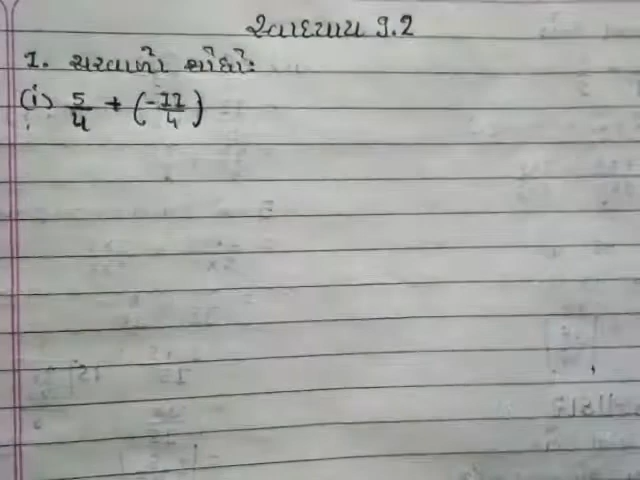 સ્વાધ્યાય 9.2
1. સરવાળો શોધો:
(i) 5/4 + (-11/4)